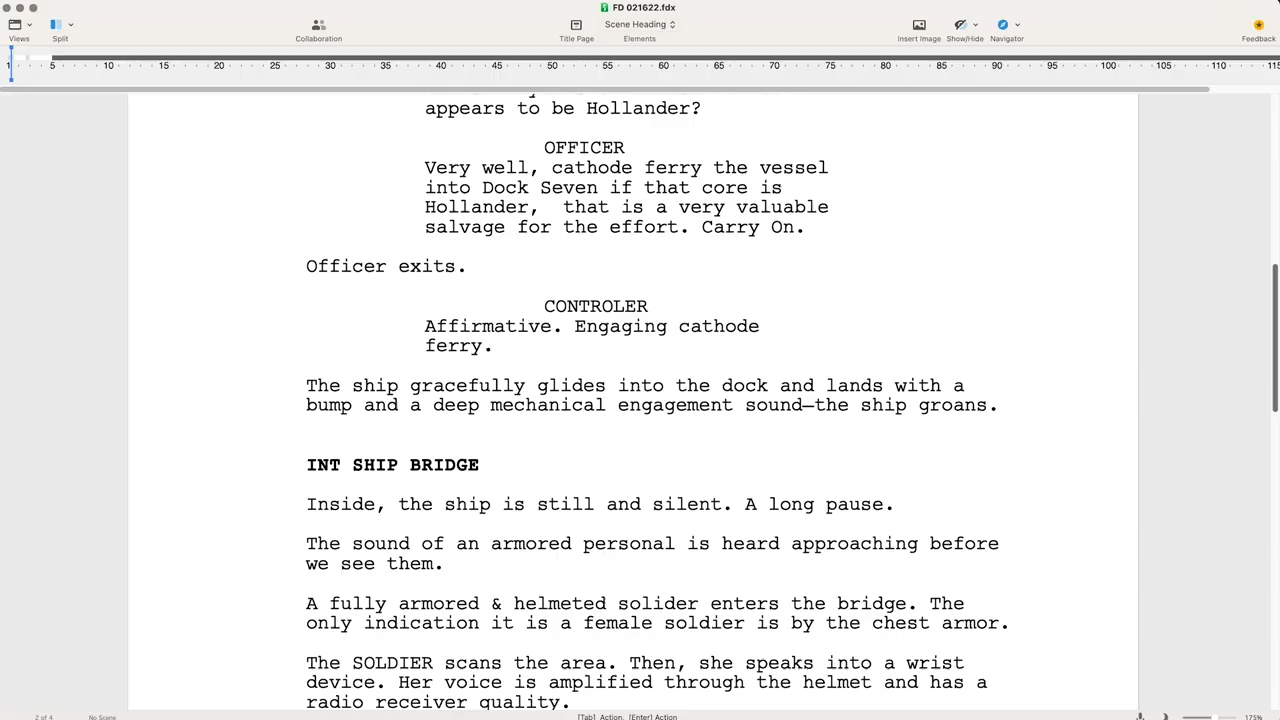 FD 021622.fdx
Views
Split
Collaboration
Title Page
Scene Heading
Elements
Insert Image
Show/Hide
Navigator
Feedback
1 5 10 15 20 25 30 35 40 45 50 55 60 65 70 75 80 85 90 95 100 105 110 115
appears to be Hollander?
OFFICER
Very well, cathode ferry the vessel
into Dock Seven if that core is
Hollander,  that is a very valuable
salvage for the effort. Carry On.
Officer exits.
CONTROLER
Affirmative. Engaging cathode
ferry.
The ship gracefully glides into the dock and lands with a
bump and a deep mechanical engagement sound—the ship groans.
INT SHIP BRIDGE
Inside, the ship is still and silent. A long pause.
The sound of an armored personal is heard approaching before
we see them.
A fully armored & helmeted solider enters the bridge. The
only indication it is a female soldier is by the chest armor.
The SOLDIER scans the area. Then, she speaks into a wrist
device. Her voice is amplified through the helmet and has a
radio receiver quality.
2 of 4
No Scene
[Tab] Action, [Enter] Action
175%